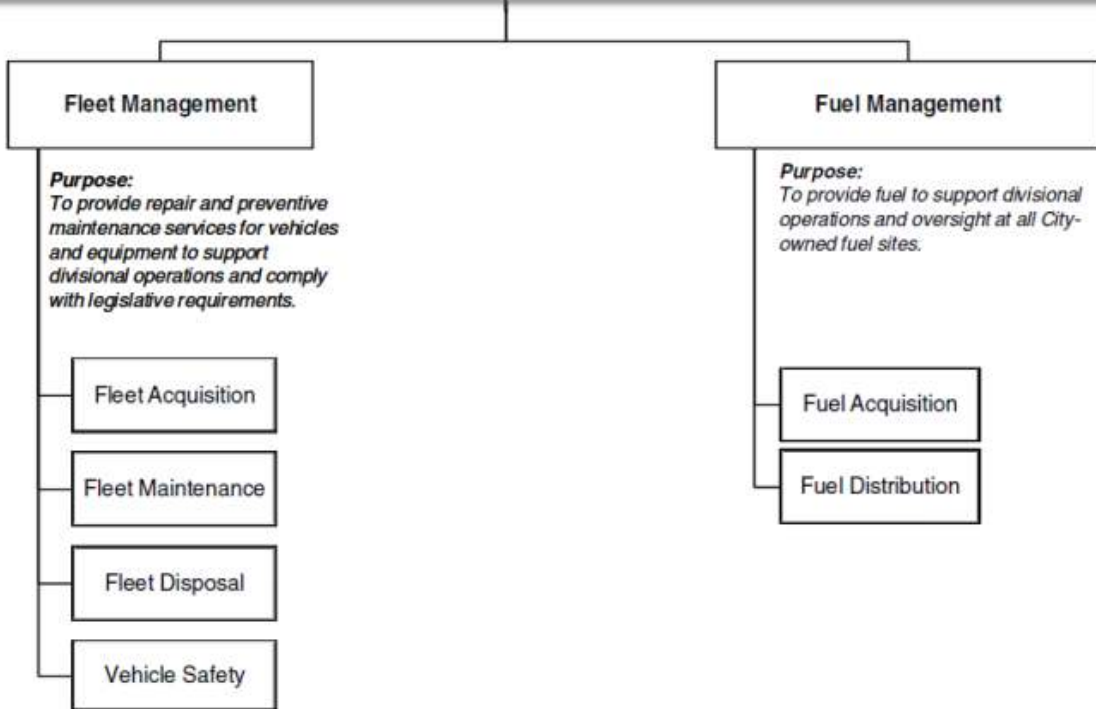 Fleet Management
Purpose:
To provide repair and preventive
maintenance services for vehicles
and equipment to support
divisional operations and comply
with legislative requirements.
Fleet Acquisition
Fleet Maintenance
Fleet Disposal
Vehicle Safety
Fuel Management
Purpose:
To provide fuel to support divisional
operations and oversight at all City-
owned fuel sites.
Fuel Acquisition
Fuel Distribution